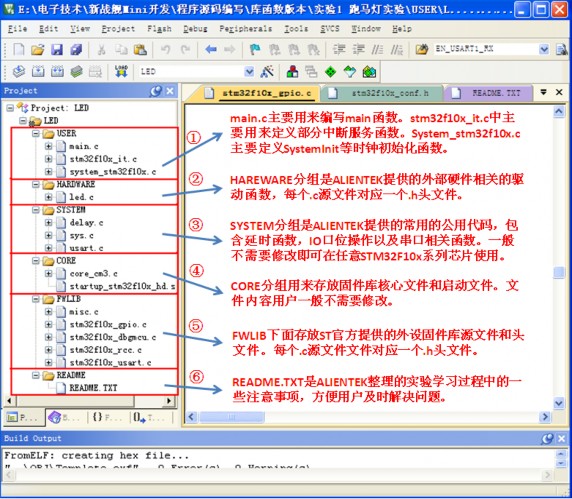 E:\电子技术\新战舰Mini开发\程序源码编写\库函数版本\实验1 跑马灯实验\USER\L...
File Edit View Project Flash Debug Peripherals Tools SVCS Window Help
EN_USART1_RX
LOAD
LED
Project
stm32f10x_gpio.c
stm32f10x_conf.h
README.TXT
Project: LED
LED
USER
main.c
stm32f10x_it.c
system_stm32f10x.c
HARDWARE
led.c
SYSTEM
delay.c
sys.c
usart.c
CORE
core_cm3.c
startup_stm32f10x_hd.s
FWLIB
misc.c
stm32f10x_gpio.c
stm32f10x_dbgmcu.c
stm32f10x_rcc.c
stm32f10x_usart.c
README
README.TXT
①
main.c主要用来编写main函数。stm32f10x_it.c中主
要用来定义部分中断服务函数。System_stm32f10x.c
主要定义SystemInit等时钟初始化函数。
②
HAREWARE分组是ALIENTEK提供的外部硬件相关的驱
动函数，每个.c源文件对应一个.h头文件。
③
SYSTEM分组是ALIENTEK提供的常用的公用代码，包
含延时函数，IO口位操作以及串口相关函数。一般
不需要修改即可在任意STM32F10x系列芯片使用。
④
CORE分组用来存放固件库核心文件和启动文件。文
件内容用户一般不需要修改。
⑤
FWLIB下面存放ST官方提供的外设固件库源文件和头
文件。每个.c源文件文件对应一个.h头文件。
⑥
README.TXT是ALIENTEK整理的实验学习过程中的一
些注意事项，方便用户及时解决问题。
P... B... {} F... 0→ T...
Build Output
FromELF: creating hex file...